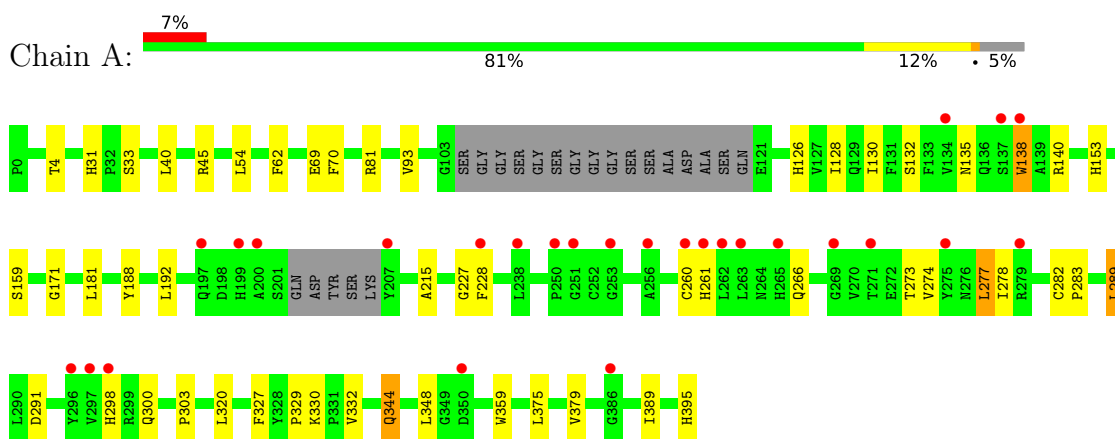 7%
Chain A:
81% 12% • 5%
P0 T4 H31 P32 S33 L40 R45 L54 F62 E69 F70 R81 V93 G103 SER GLY GLY SER GLY GLY SER GLY GLY GLY SER SER ALA ASP ALA SER GLN E121 H126 V127 I128 Q129 I130 F131 S132 F133 V134 N135 Q136 S137 W138 A139 R140 H153
S159 G171 L181 Y188 L192 Q197 D198 H199 A200 S201 GLN ASP TYR SER LYS Y207 A215 G227 F228 L238 P250 G251 C252 G253 A256 C260 H261 L262 L263 N264 H265 Q266 G269 V270 T271 E272 T273 V274 Y275 N276 L277 I278 R279 C282 P283 L289
L290 D291 Y296 V297 H298 R299 Q300 P303 L320 F327 Y328 P329 K330 P331 V332 Q344 L348 G349 D350 W359 L375 V379 G386 I389 H395